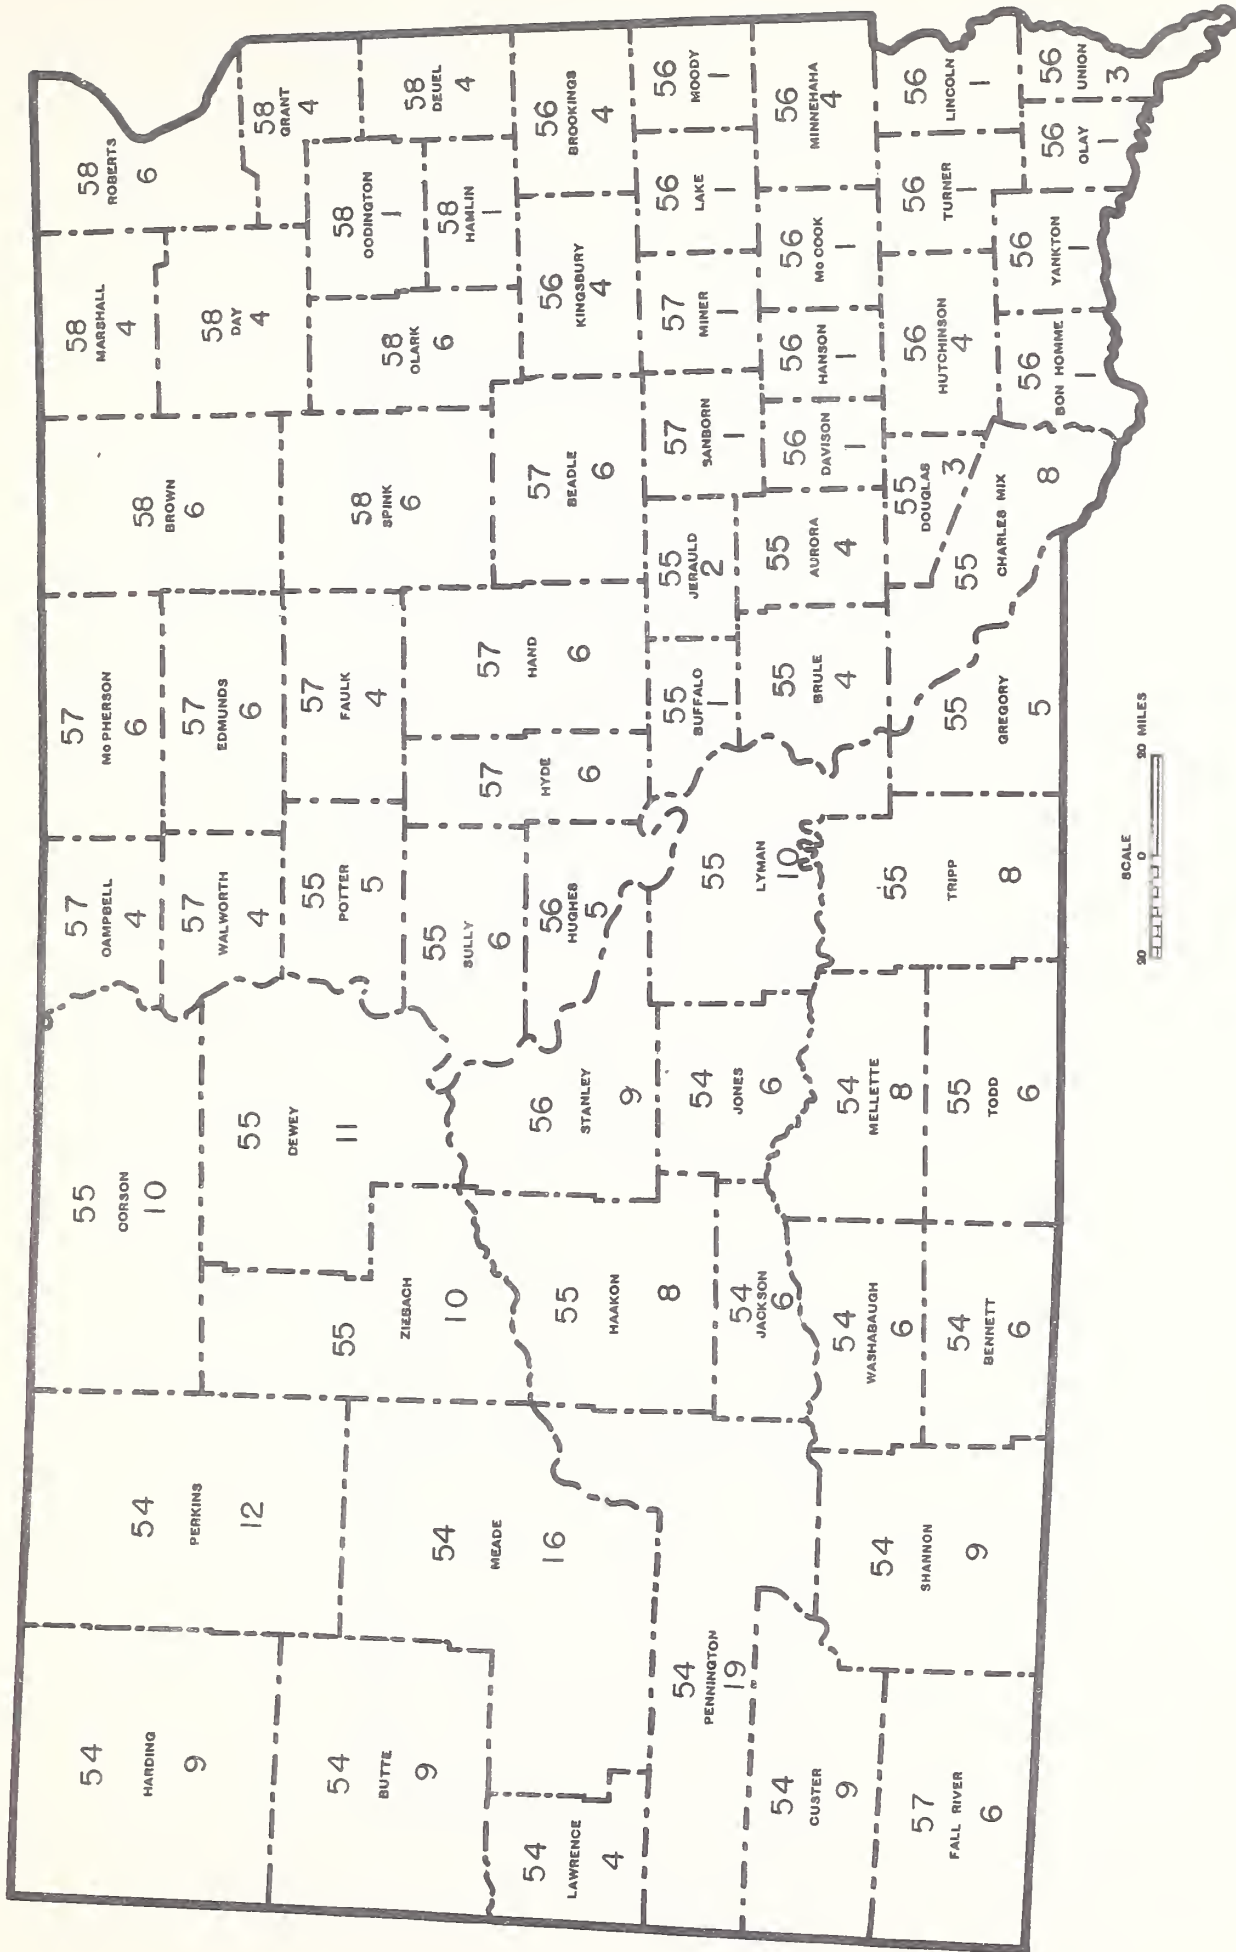 54
HARDING
9
54
PERKINS
12
55
CORSON
10
57
CAMPBELL
4
57
McPHERSON
6
58
BROWN
6
58
MARSHALL
4
58
ROBERTS
6
57
WALWORTH
4
57
EDMUNDS
6
58
DAY
4
58
GRANT
4
54
BUTTE
9
55
DEWEY
11
55
ZIEBACH
10
55
POTTER
5
57
FAULK
4
58
SPINK
6
58
CLARK
6
58
CODINGTON
1
58
DEUEL
4
58
HAMLIN
1
54
MEADE
16
55
SULLY
6
57
HYDE
6
57
HAND
6
57
BEADLE
6
56
KINGSBURY
4
56
BROOKINGS
4
54
LAWRENCE
4
55
HAAKON
8
56
STANLEY
9
56
HUGHES
5
54
PENNINGTON
19
54
JACKSON
6
54
JONES
6
55
LYMAN
10
55
BUFFALO
1
55
JERAULD
2
57
SANBORN
1
57
MINER
1
56
LAKE
1
56
MOODY
1
54
CUSTER
9
55
BRULE
4
55
AURORA
4
56
DAVISON
1
56
HANSON
1
56
McCOOK
1
56
MINNEHAHA
4
57
FALL RIVER
6
54
SHANNON
9
54
WASHABAUGH
6
54
MELLETTE
8
54
BENNETT
6
55
TODD
6
55
TRIPP
8
55
GREGORY
5
55
CHARLES MIX
8
55
DOUGLAS
3
56
HUTCHINSON
4
56
TURNER
1
56
LINCOLN
1
56
BON HOMME
1
56
YANKTON
1
56
CLAY
1
56
UNION
3
SCALE
20 0 20 MILES